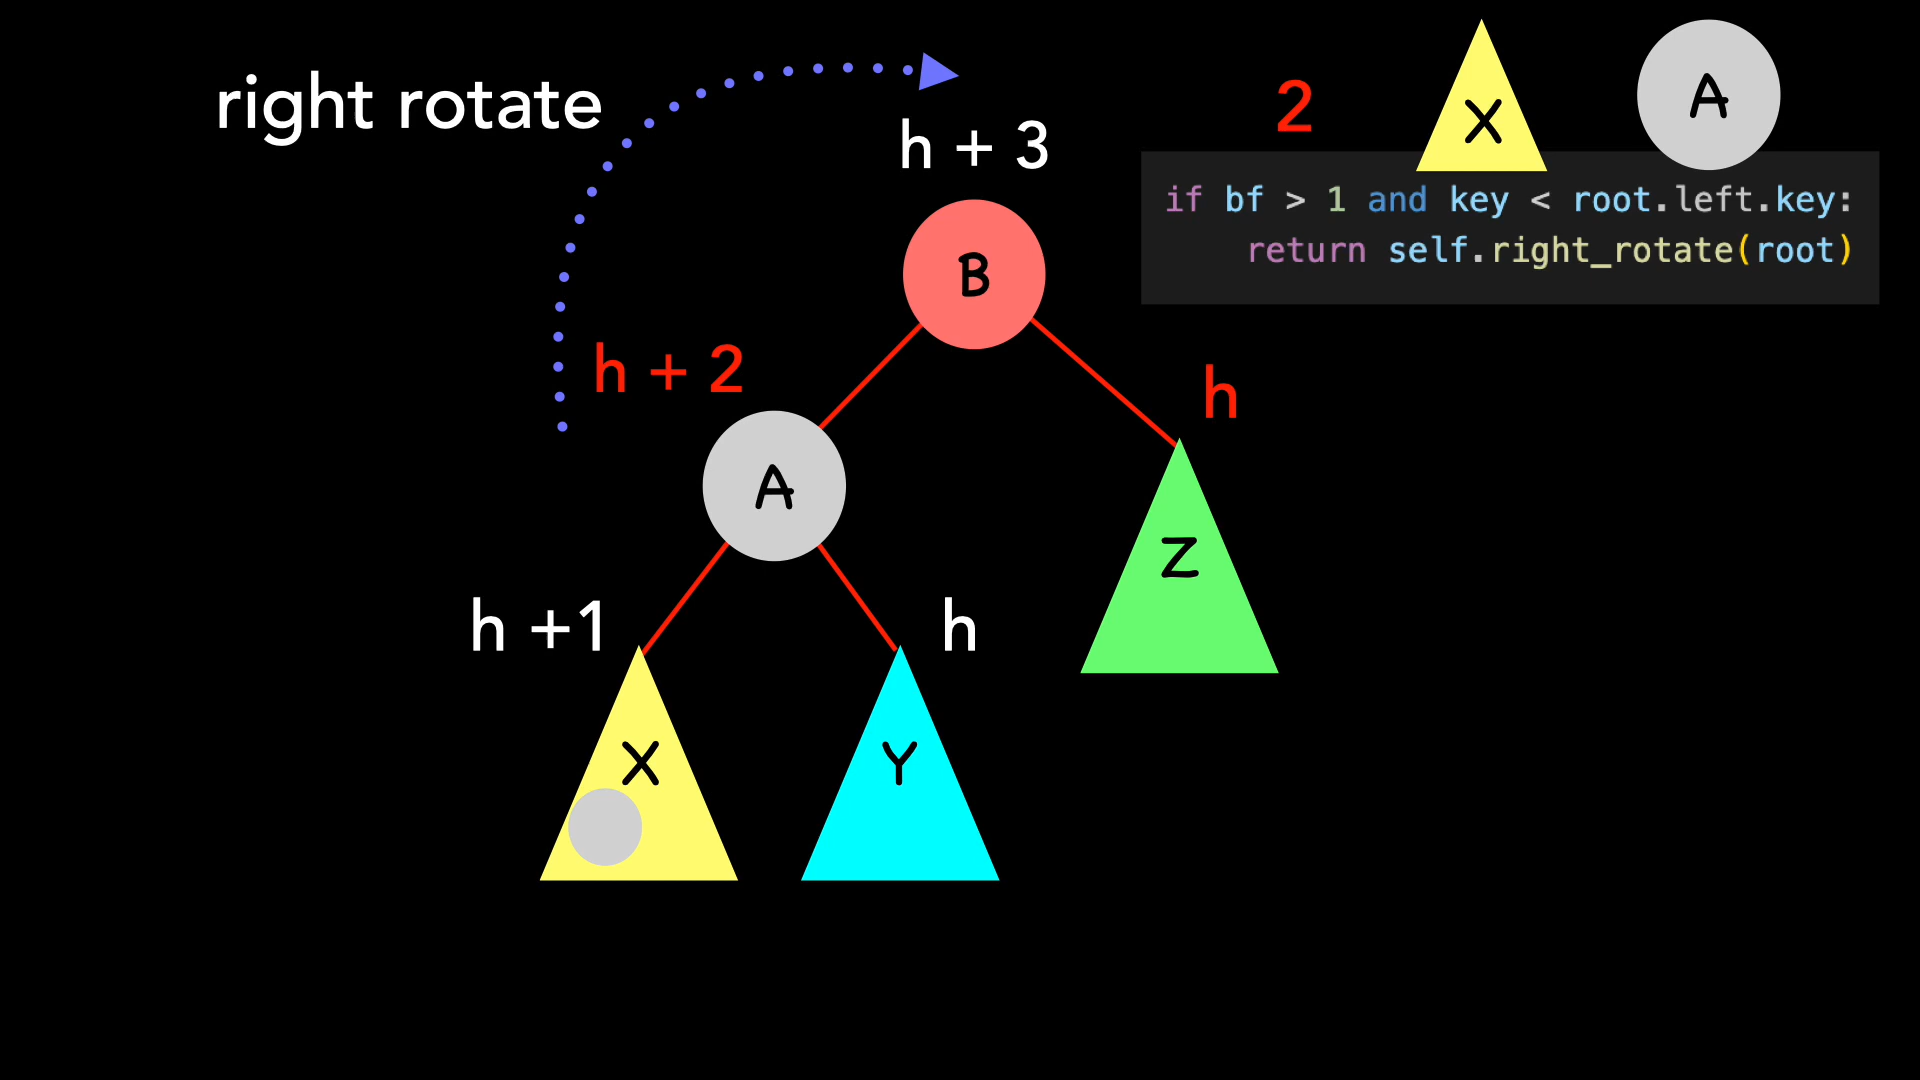 right rotate
2
X
A
h + 3
if bf > 1 and key < root.left.key:
    return self.right_rotate(root)
B
h + 2
h
A
Z
h +1
h
X
Y